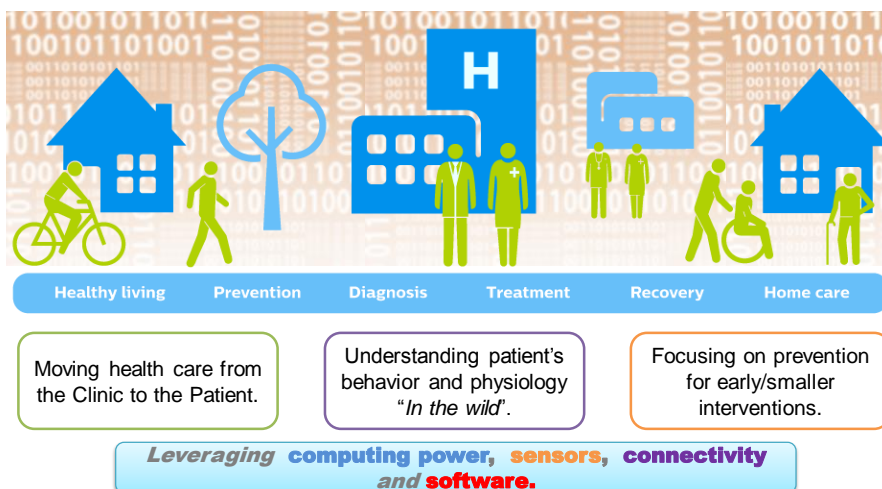 H
Healthy living Prevention Diagnosis Treatment Recovery Home care
Moving health care from
the Clinic to the Patient.
Understanding patient's
behavior and physiology
“In the wild”.
Focusing on prevention
for early/smaller
interventions.
Leveraging computing power, sensors, connectivity
and software.